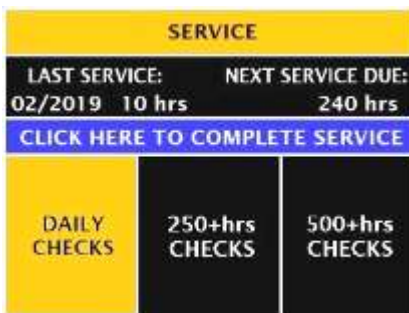 SERVICE
LAST SERVICE: NEXT SERVICE DUE:
02/2019 10 hrs 240 hrs
CLICK HERE TO COMPLETE SERVICE
DAILY CHECKS
250+hrs CHECKS
500+hrs CHECKS